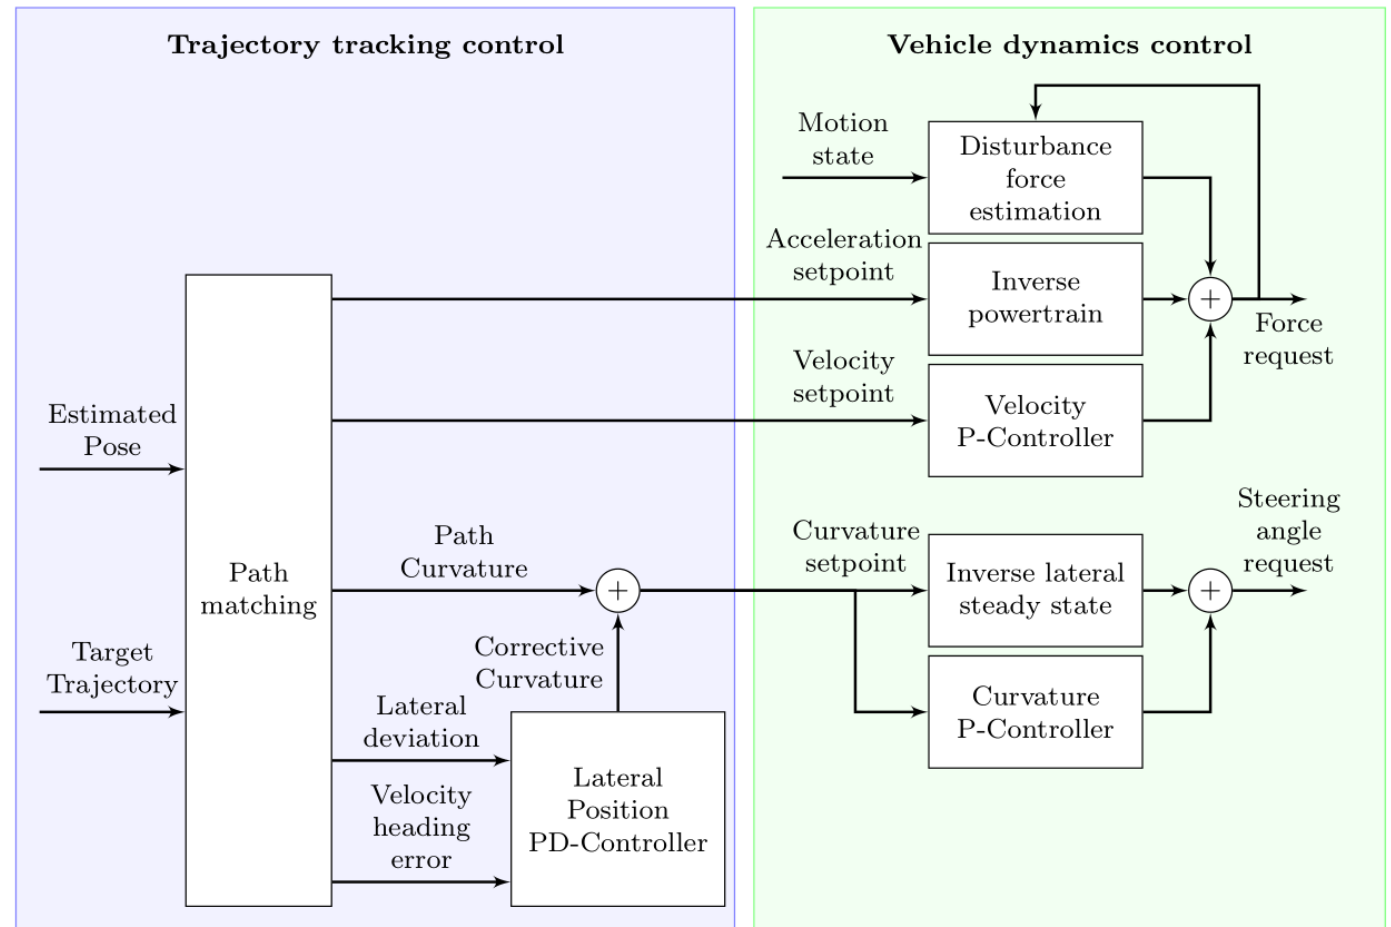 Trajectory tracking control
Estimated
Pose
Target
Trajectory
Path
matching
Path
Curvature
+
Corrective
Curvature
Lateral
deviation
Velocity
heading
error
Lateral
Position
PD-Controller
Vehicle dynamics control
Motion
state
Disturbance
force
estimation
Acceleration
setpoint
Inverse
powertrain
+
Force
request
Velocity
setpoint
Velocity
P-Controller
Curvature
setpoint
Inverse lateral
steady state
+
Steering
angle
request
Curvature
P-Controller